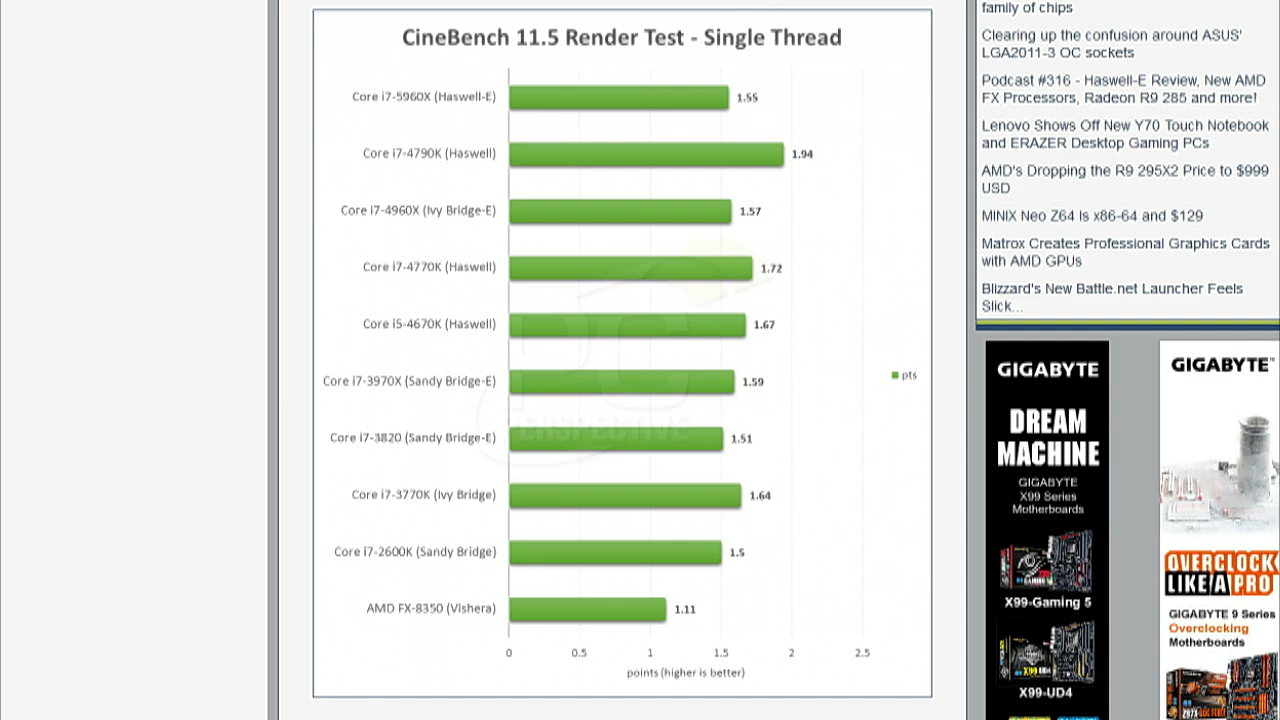 CineBench 11.5 Render Test - Single Thread
Core i7-5960X (Haswell-E)
1.55
Core i7-4790K (Haswell)
1.94
Core i7-4960X (Ivy Bridge-E)
1.57
Core i7-4770K (Haswell)
1.72
Core i5-4670K (Haswell)
1.67
Core i7-3970X (Sandy Bridge-E)
1.59
Core i7-3820 (Sandy Bridge-E)
1.51
Core i7-3770K (Ivy Bridge)
1.64
Core i7-2600K (Sandy Bridge)
1.5
AMD FX-8350 (Vishera)
1.11
0 0.5 1 1.5 2 2.5
points (higher is better)
pts
PC
PERSPECTIVE
family of chips
Clearing up the confusion around ASUS'
LGA2011-3 OC sockets
Podcast #316 - Haswell-E Review, New AMD
FX Processors, Radeon R9 285 and more!
Lenovo Shows Off New Y70 Touch Notebook
and ERAZER Desktop Gaming PCs
AMD's Dropping the R9 295X2 Price to $999
USD
MINIX Neo Z64 Is x86-64 and $129
Matrox Creates Professional Graphics Cards
with AMD GPUs
Blizzard's New Battle.net Launcher Feels
Slick...
GIGABYTE
DREAM
MACHINE
GIGABYTE
X99 Series
Motherboards
X99-Gaming 5
X99-UD4
GIGABYTE™
OVERCLOCK
LIKE A PRO
GIGABYTE 9 Series
Overclocking
Motherboards